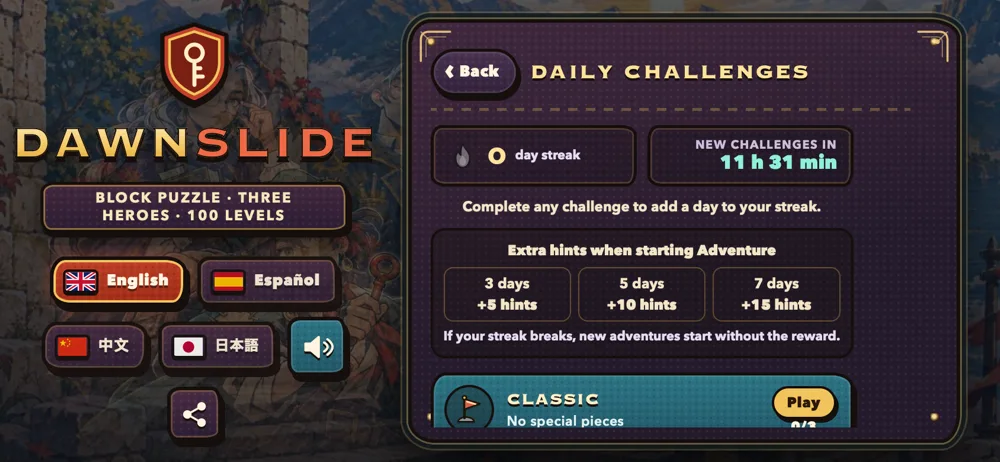 DAWNSLIDE
BLOCK PUZZLE · THREE
HEROES · 100 LEVELS
English
Español
中文
日本語
Back
DAILY CHALLENGES
0 day streak
NEW CHALLENGES IN
11 h 31 min
Complete any challenge to add a day to your streak.
Extra hints when starting Adventure
3 days
+5 hints
5 days
+10 hints
7 days
+15 hints
If your streak breaks, new adventures start without the reward.
CLASSIC
No special pieces
Play
0/3